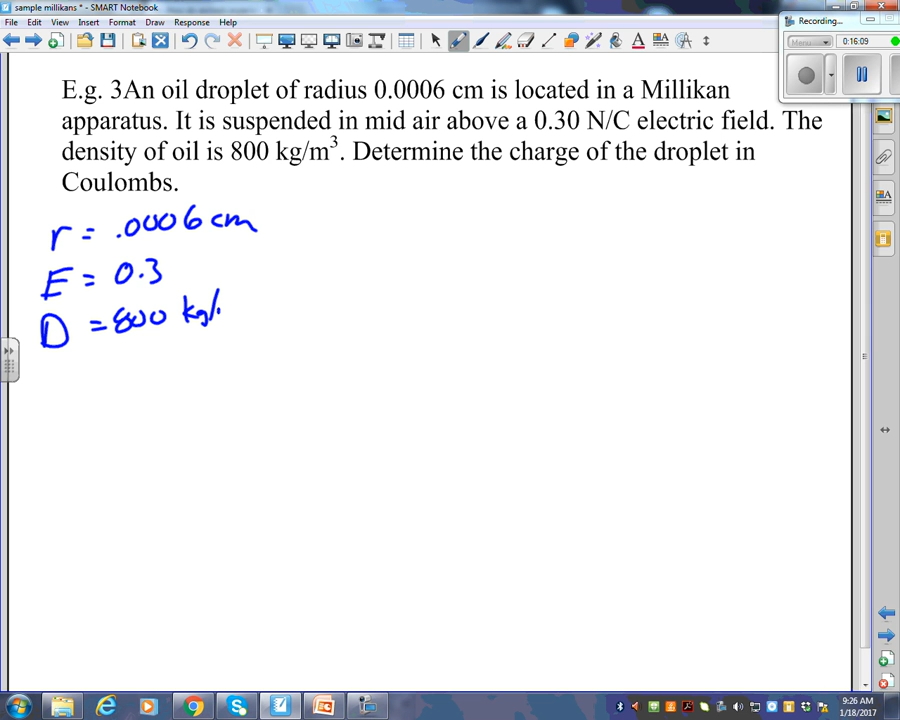 sample millikans * - SMART Notebook
File Edit View Insert Format Draw Response Help
Recording...
Menu
0:16:09
E.g. 3An oil droplet of radius 0.0006 cm is located in a Millikan
apparatus. It is suspended in mid air above a 0.30 N/C electric field. The
density of oil is 800 kg/m³. Determine the charge of the droplet in
Coulombs.
r = .0006 cm
E = 0.3
D = 800 kg/
9:26 AM
1/18/2017